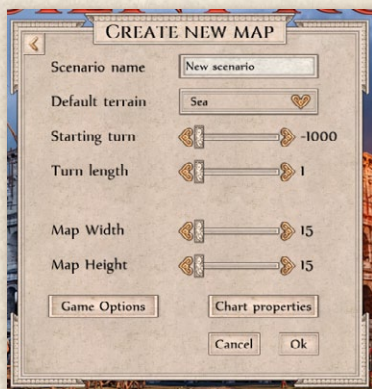 Create new map
Scenario name New scenario
Default terrain Sea
Starting turn -1000
Turn length 1
Map Width 15
Map Height 15
Game Options Chart properties
Cancel Ok